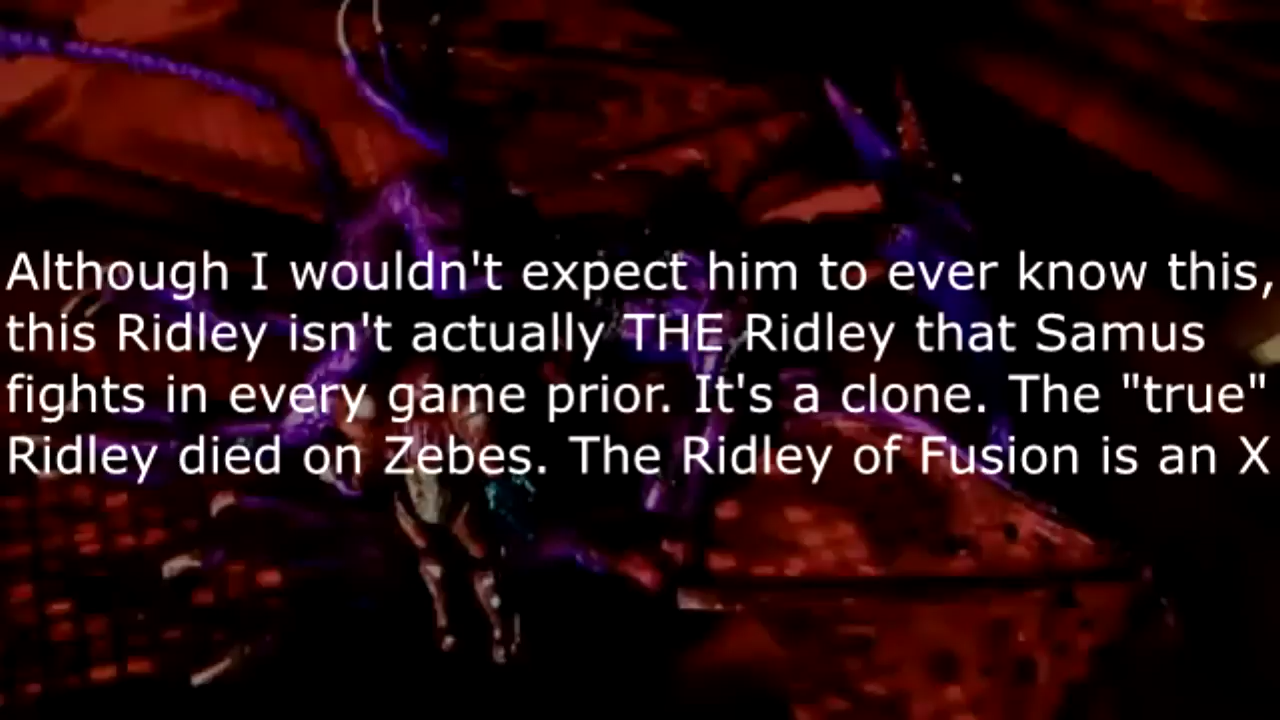 Although I wouldn't expect him to ever know this,
this Ridley isn't actually THE Ridley that Samus
fights in every game prior. It's a clone. The "true"
Ridley died on Zebes. The Ridley of Fusion is an X